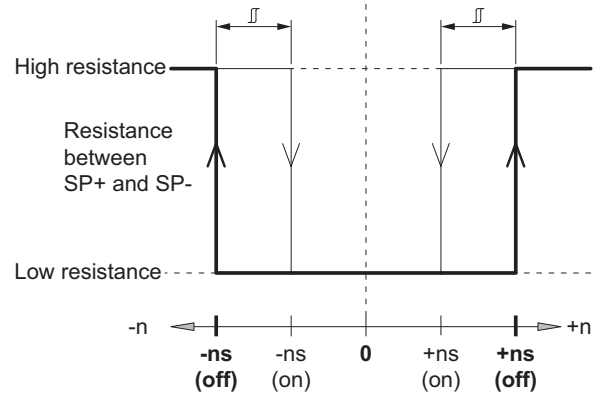 High resistance
Resistance
between
SP+ and SP-
Low resistance
-n
+n
-ns -ns 0 +ns +ns
(off) (on) (on) (off)